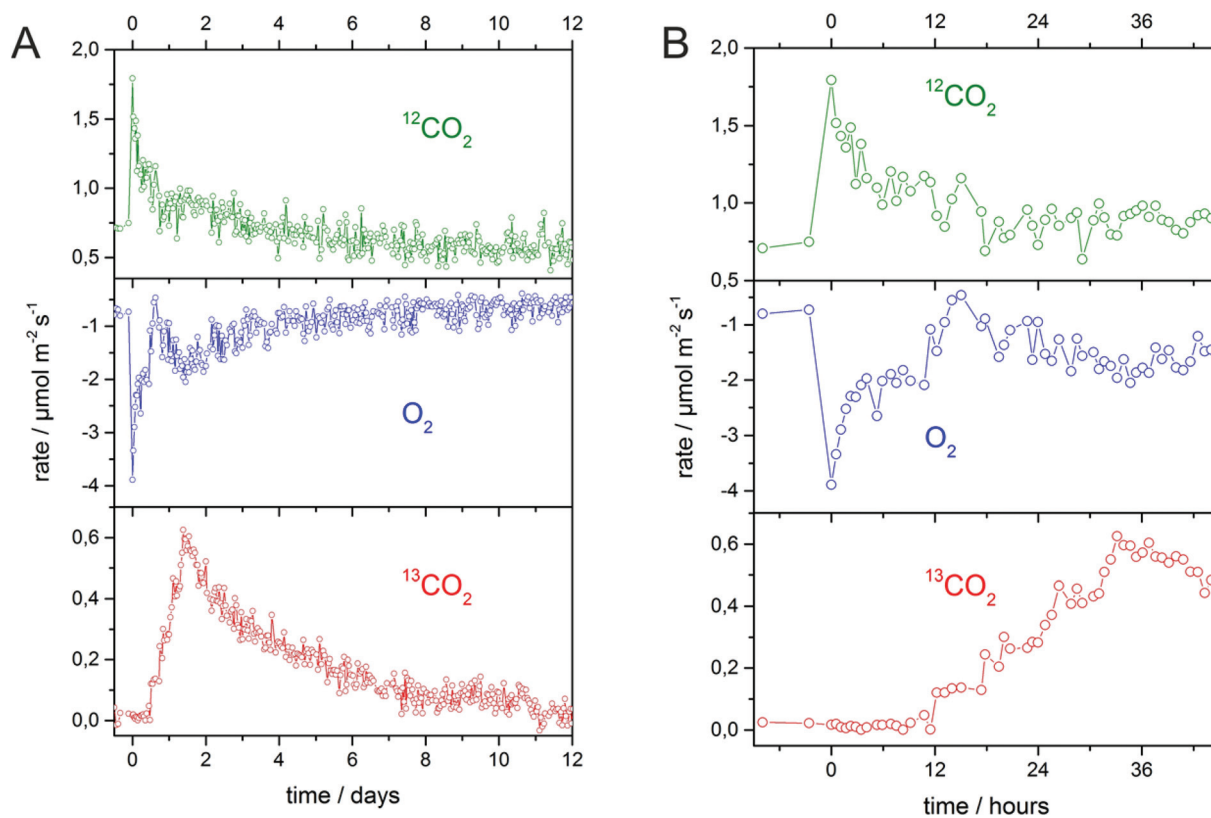 A
0 2 4 6 8 10 12
2,0
1,5
1,0
0,5
¹²CO₂
-1
-2
-3
-4
O₂
0,6
0,4
0,2
0,0
¹³CO₂
rate / µmol m⁻² s⁻¹
0 2 4 6 8 10 12
time / days
B
0 12 24 36
2,0
1,5
1,0
0,5
¹²CO₂
-1
-2
-3
-4
O₂
0,6
0,4
0,2
0,0
¹³CO₂
rate / µmol m⁻² s⁻¹
0 12 24 36
time / hours